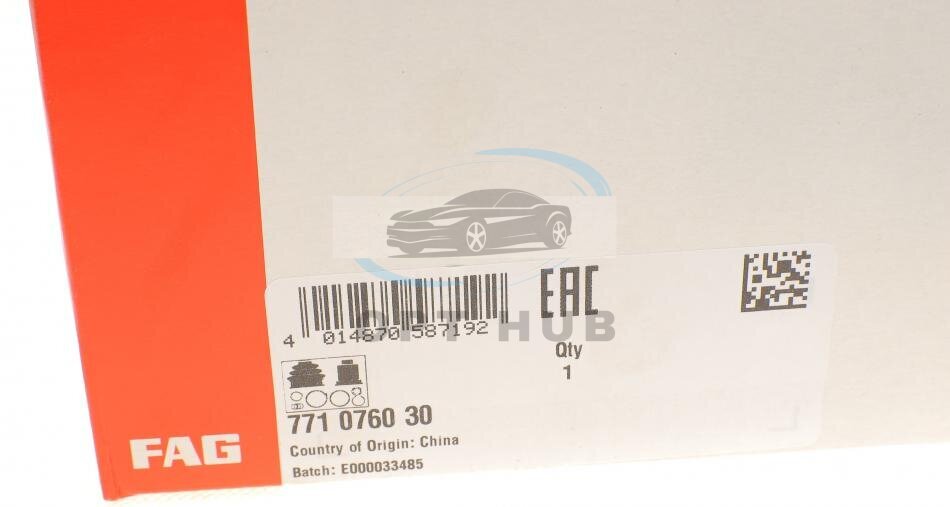 EAC
4 014870 587192
OPT HUB
Qty
1
771 0760 30
Country of Origin: China
Batch: E000033485
FAG